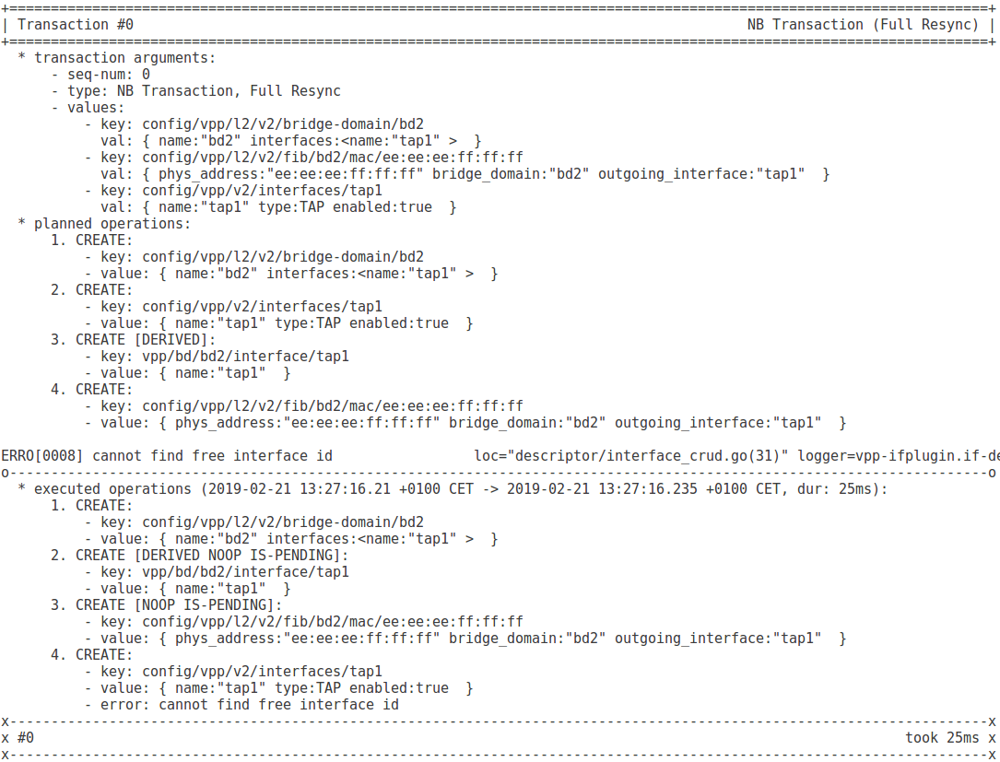 +======================================================================================================================+
| Transaction #0                                                                          NB Transaction (Full Resync) |
+======================================================================================================================+
  * transaction arguments:
      - seq-num: 0
      - type: NB Transaction, Full Resync
      - values:
          - key: config/vpp/l2/v2/bridge-domain/bd2
            val: { name:"bd2" interfaces:<name:"tap1" >  }
          - key: config/vpp/l2/v2/fib/bd2/mac/ee:ee:ee:ff:ff:ff
            val: { phys_address:"ee:ee:ee:ff:ff:ff" bridge_domain:"bd2" outgoing_interface:"tap1"  }
          - key: config/vpp/v2/interfaces/tap1
            val: { name:"tap1" type:TAP enabled:true  }
  * planned operations:
      1. CREATE:
          - key: config/vpp/l2/v2/bridge-domain/bd2
          - value: { name:"bd2" interfaces:<name:"tap1" >  }
      2. CREATE:
          - key: config/vpp/v2/interfaces/tap1
          - value: { name:"tap1" type:TAP enabled:true  }
      3. CREATE [DERIVED]:
          - key: vpp/bd/bd2/interface/tap1
          - value: { name:"tap1"  }
      4. CREATE:
          - key: config/vpp/l2/v2/fib/bd2/mac/ee:ee:ee:ff:ff:ff
          - value: { phys_address:"ee:ee:ee:ff:ff:ff" bridge_domain:"bd2" outgoing_interface:"tap1"  }
ERRO[0008] cannot find free interface id                 loc="descriptor/interface_crud.go(31)" logger=vpp-ifplugin.if-de
o----------------------------------------------------------------------------------------------------------------------o
  * executed operations (2019-02-21 13:27:16.21 +0100 CET -> 2019-02-21 13:27:16.235 +0100 CET, dur: 25ms):
      1. CREATE:
          - key: config/vpp/l2/v2/bridge-domain/bd2
          - value: { name:"bd2" interfaces:<name:"tap1" >  }
      2. CREATE [DERIVED NOOP IS-PENDING]:
          - key: vpp/bd/bd2/interface/tap1
          - value: { name:"tap1"  }
      3. CREATE [NOOP IS-PENDING]:
          - key: config/vpp/l2/v2/fib/bd2/mac/ee:ee:ee:ff:ff:ff
          - value: { phys_address:"ee:ee:ee:ff:ff:ff" bridge_domain:"bd2" outgoing_interface:"tap1"  }
      4. CREATE:
          - key: config/vpp/v2/interfaces/tap1
          - value: { name:"tap1" type:TAP enabled:true  }
          - error: cannot find free interface id
x----------------------------------------------------------------------------------------------------------------------x
x #0                                                                                                         took 25ms x
x----------------------------------------------------------------------------------------------------------------------x